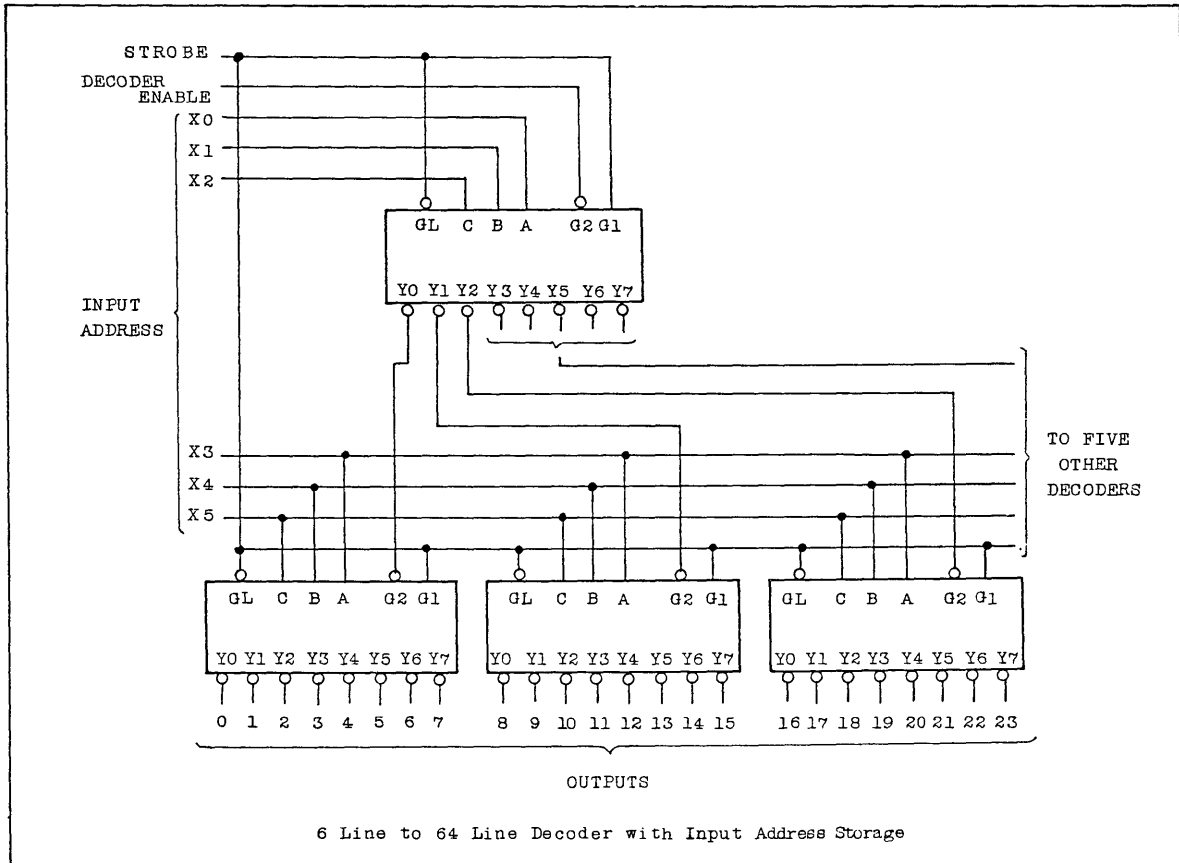 STROBE
DECODER
ENABLE
X0
X1
X2
GL C B A G2 G1
Y0 Y1 Y2 Y3 Y4 Y5 Y6 Y7
INPUT
ADDRESS
X3
X4
X5
TO FIVE
OTHER
DECODERS
GL C B A G2 G1 GL C B A G2 G1 GL C B A G2 G1
Y0 Y1 Y2 Y3 Y4 Y5 Y6 Y7 Y0 Y1 Y2 Y3 Y4 Y5 Y6 Y7 Y0 Y1 Y2 Y3 Y4 Y5 Y6 Y7
0 1 2 3 4 5 6 7 8 9 10 11 12 13 14 15 16 17 18 19 20 21 22 23
OUTPUTS
6 Line to 64 Line Decoder with Input Address Storage